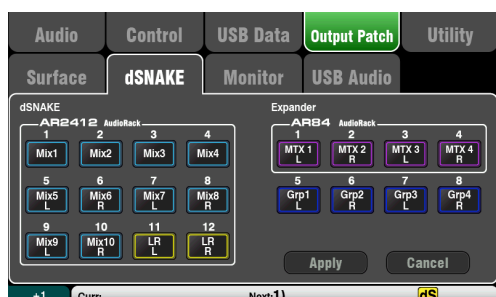 Audio Control USB Data Output Patch Utility
Surface dSNAKE Monitor USB Audio
dSNAKE Expander
AR2412 AudioRack AR84 AudioRack
1 2 3 4 1 2 3 4
Mix1 Mix2 Mix3 Mix4 MTX 1 L MTX 2 R MTX 3 L MTX 4 R
5 6 7 8 5 6 7 8
Mix5 L Mix6 R Mix7 L Mix8 R Grp1 L Grp2 R Grp3 L Grp4 R
9 10 11 12
Mix9 L Mix10 R LR L LR R
Apply Cancel
+1 Curr: Next:1) dS